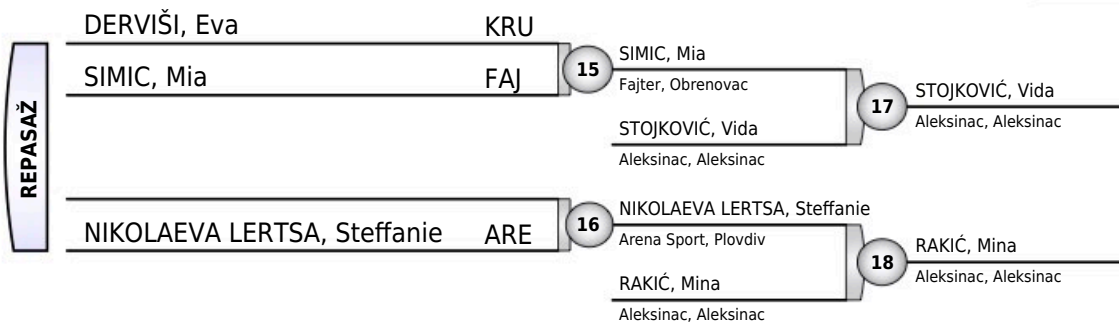 DERVIŠI, Eva KRU
SIMIC, Mia FAJ
REPASAŽ
NIKOLAEVA LERTSA, Steffanie ARE
15
SIMIC, Mia
Fajter, Obrenovac
STOJKOVIĆ, Vida
Aleksinac, Aleksinac
16
NIKOLAEVA LERTSA, Steffanie
Arena Sport, Plovdiv
RAKIĆ, Mina
Aleksinac, Aleksinac
17
STOJKOVIĆ, Vida
Aleksinac, Aleksinac
18
RAKIĆ, Mina
Aleksinac, Aleksinac